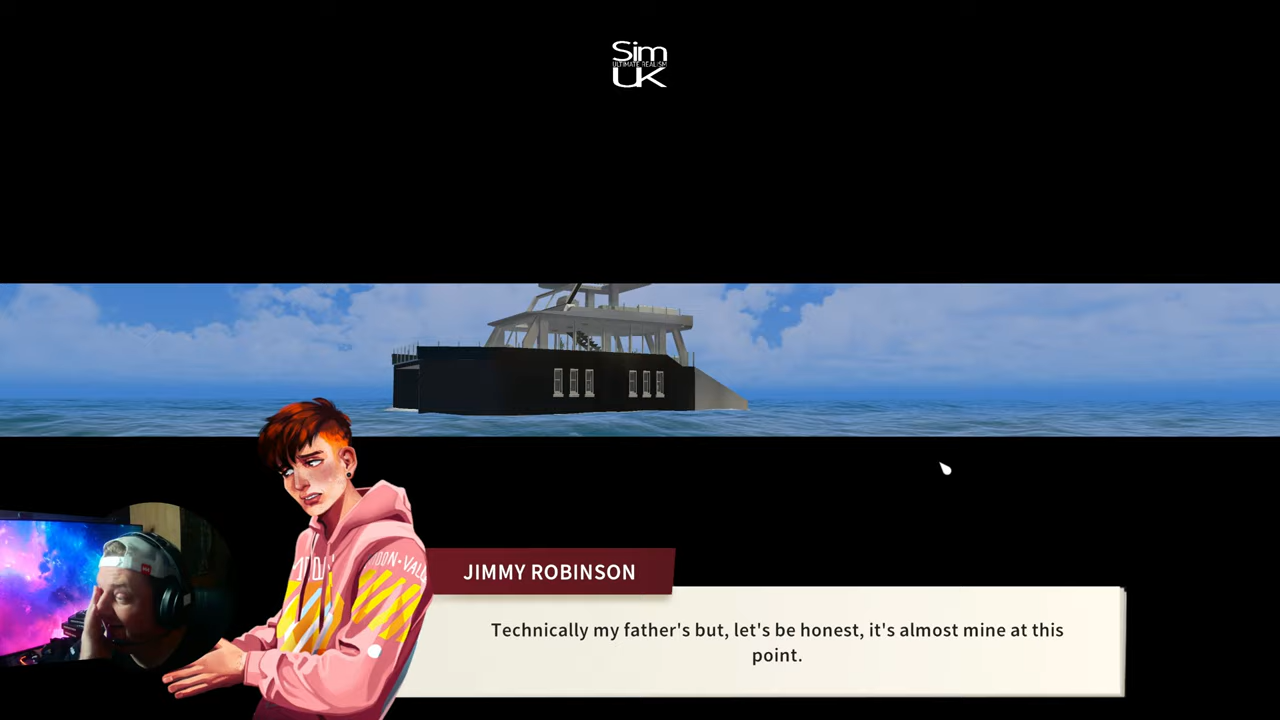 Sim
ULTIMATE REALISM
UK
JIMMY ROBINSON
Technically my father's but, let's be honest, it's almost mine at this
point.